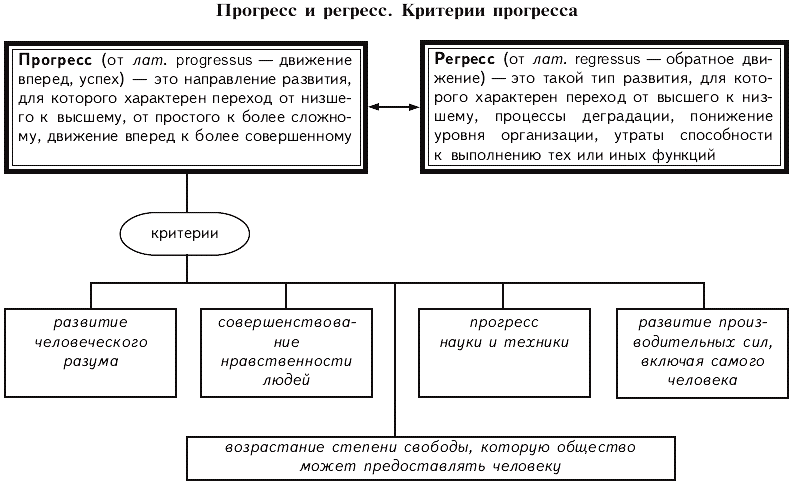 Прогресс и регресс. Критерии прогресса
Прогресс (от лат. progressus — движение
вперед, успех) — это направление развития,
для которого характерен переход от низше-
го к высшему, от простого к более сложно-
му, движение вперед к более совершенному
Регресс (от лат. regressus — обратное дви-
жение) — это такой тип развития, для кото-
рого характерен переход от высшего к низ-
шему, процессы деградации, понижение
уровня организации, утраты способности
к выполнению тех или иных функций
критерии
развитие
человеческого
разума
совершенствова-
ние
нравственности
людей
прогресс
науки и техники
развитие произ-
водительных сил,
включая самого
человека
возрастание степени свободы, которую общество
может предоставлять человеку